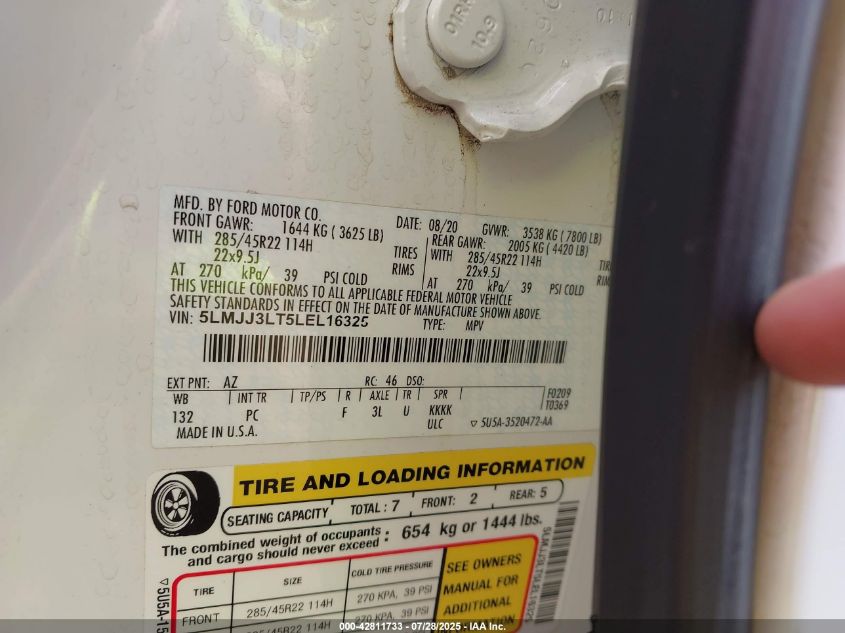 01RR
10.9
MFD. BY FORD MOTOR CO.
DATE: 08/20 GVWR: 3538 KG ( 7800 LB)
FRONT GAWR: 1644 KG ( 3625 LB) REAR GAWR: 2005 KG ( 4420 LB)
WITH 285/45R22 114H TIRES WITH 285/45R22 114H
22x9.5J RIMS 22x9.5J
AT 270 kPa/ 39 PSI COLD AT 270 kPa/ 39 PSI COLD
THIS VEHICLE CONFORMS TO ALL APPLICABLE FEDERAL MOTOR VEHICLE
SAFETY STANDARDS IN EFFECT ON THE DATE OF MANUFACTURE SHOWN ABOVE.
VIN: 5LMJJ3LT5LEL16325 TYPE: MPV
EXT PNT: AZ RC: 46 DSO:
WB INT TR TP/PS R AXLE TR SPR F0209
132 PC F 3L U KKKK T0369
MADE IN U.S.A. ULC 5U5A-3520472-AA
TIRE AND LOADING INFORMATION
SEATING CAPACITY TOTAL : 7 FRONT: 2 REAR: 5
The combined weight of occupants : 654 kg or 1444 lbs.
and cargo should never exceed
TIRE SIZE COLD TIRE PRESSURE SEE OWNERS
FRONT 285/45R22 114H 270 KPA, 39 PSI MANUAL FOR
ADDITIONAL
5LMJJ3LT5LEL16325
000-42811733 - 07/28/2025 - IAA Inc.